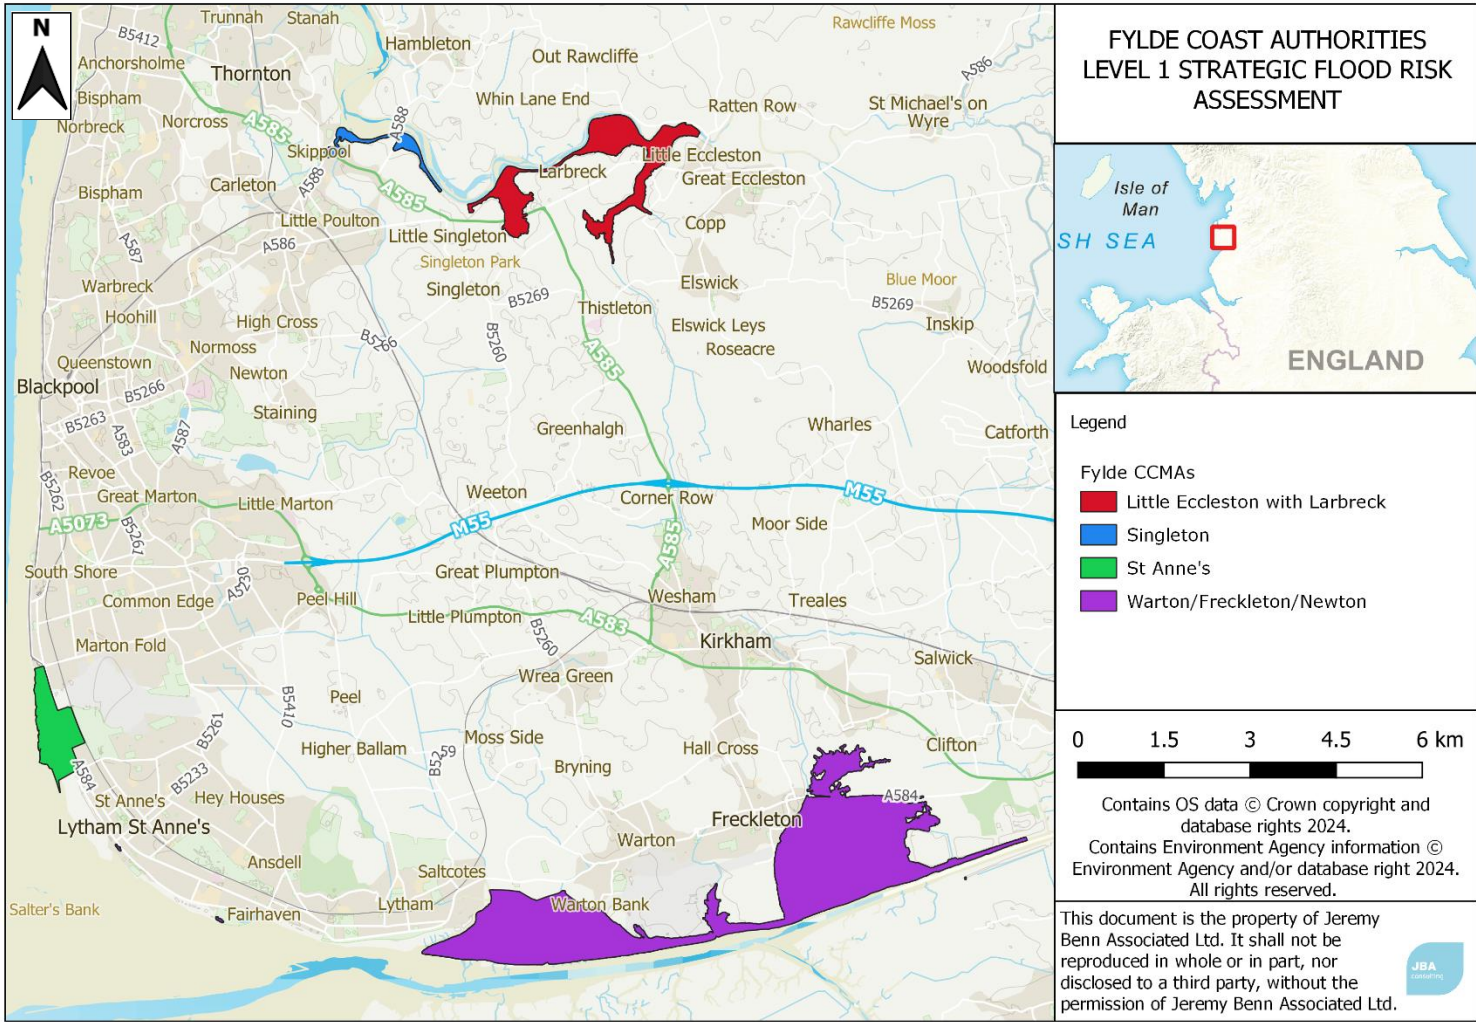 N
B5412
Trunnah
Stanah
Rawcliffe Moss
Hambleton
Out Rawcliffe
A586
Anchorsholme
Thornton
Bispham
Whin Lane End
Ratten Row
St Michael's on
Wyre
Norbreck
Norcross
A585
A588
Skippool
Little Eccleston
Larbreck
Great Eccleston
Bispham
Carleton
A588
A585
Little Poulton
Copp
A587
A586
Little Singleton
Singleton Park
Singleton
Elswick
Blue Moor
Warbreck
B5269
Thistleton
B5269
Hoohill
High Cross
B5266
B5260
Elswick Leys
Inskip
Normoss
Roseacre
Queenstown
A585
Newton
Woodsfold
Blackpool
B5266
Staining
B5263
A583
A587
Greenhalgh
Wharles
Catforth
Revoe
B5262
Great Marton
Little Marton
Weeton
Corner Row
M55
A5073
B5261
M55
A585
Moor Side
South Shore
A5230
Great Plumpton
Common Edge
Peel Hill
Wesham
Treales
Little Plumpton
A583
B5260
Marton Fold
Kirkham
Salwick
Wrea Green
Peel
B5410
B5261
Higher Ballam
B5259
Moss Side
Hall Cross
Clifton
A584
B5233
Bryning
St Anne's
Hey Houses
A584
Lytham St Anne's
Freckleton
Warton
Ansdell
Saltcotes
Salter's Bank
Fairhaven
Lytham
Warton Bank
FYLDE COAST AUTHORITIES
LEVEL 1 STRATEGIC FLOOD RISK
ASSESSMENT
Isle of
Man
SH SEA
ENGLAND
Legend
Fylde CCMAs
Little Eccleston with Larbreck
Singleton
St Anne's
Warton/Freckleton/Newton
0 1.5 3 4.5 6 km
Contains OS data © Crown copyright and
database rights 2024.
Contains Environment Agency information ©
Environment Agency and/or database right 2024.
All rights reserved.
This document is the property of Jeremy
Benn Associated Ltd. It shall not be
reproduced in whole or in part, nor
disclosed to a third party, without the
permission of Jeremy Benn Associated Ltd.
JBA
consulting